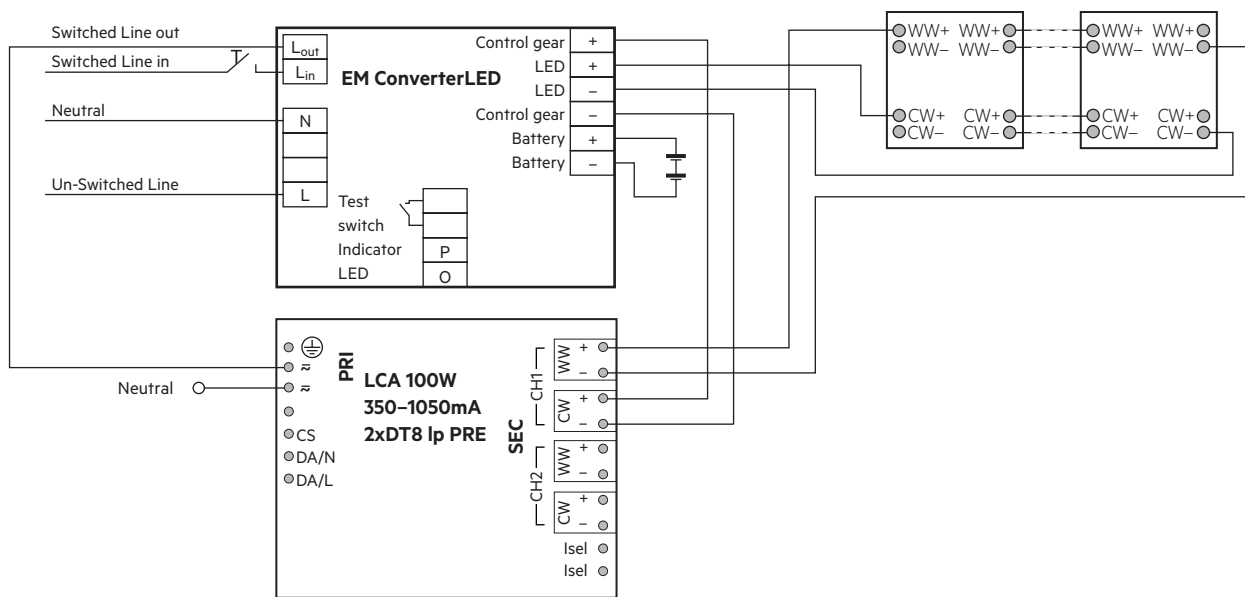 Switched Line out
Switched Line in
Neutral
Un-Switched Line
Lout
Lin
N
L
EM ConverterLED
Control gear +
LED +
LED –
Control gear –
Battery +
Battery –
Test
switch
Indicator P
LED O
WW+ WW+ WW+ WW+
WW– WW– WW– WW–
CW+ CW+ CW+ CW+
CW– CW– CW– CW–
Neutral
PRI
CS
DA/N
DA/L
LCA 100W
350–1050mA
2xDT8 lp PRE
SEC
CH1
WW + –
CW + –
CH2
WW + –
CW + –
Isel
Isel